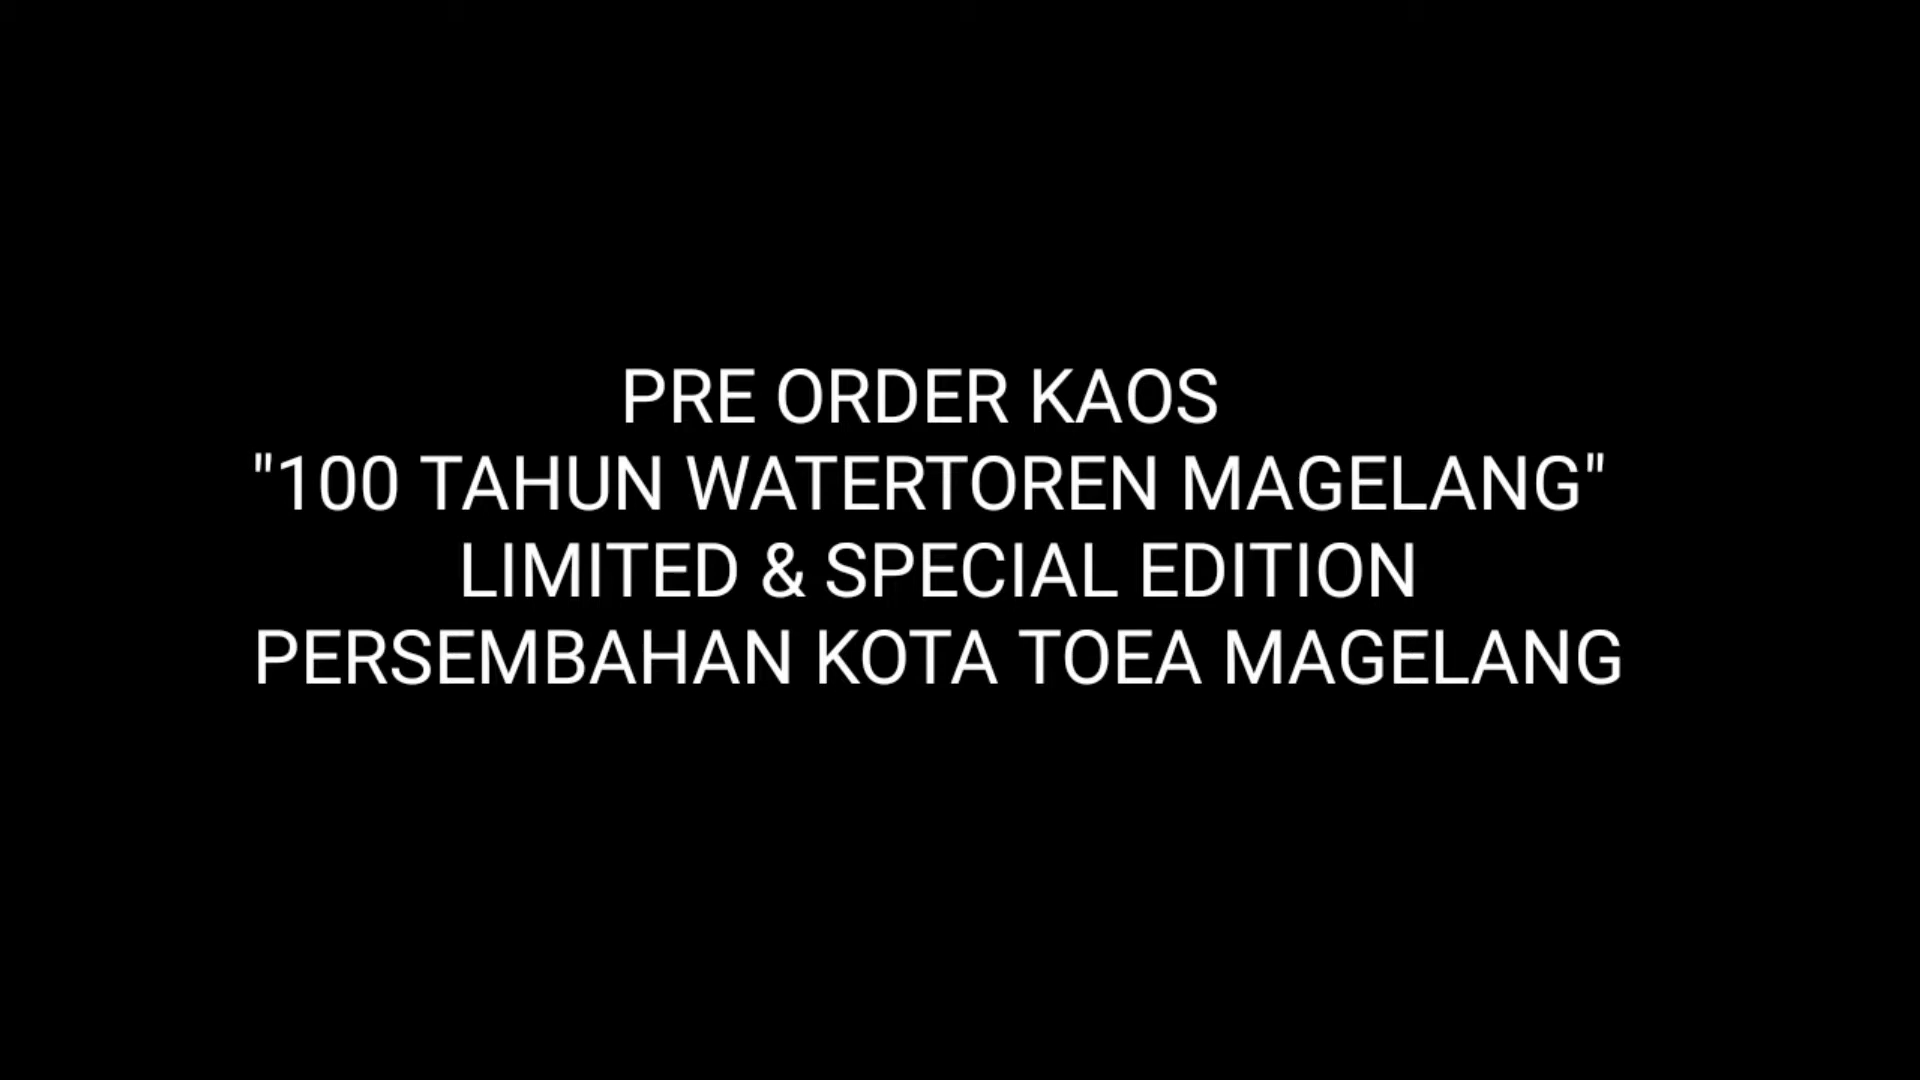 PRE ORDER KAOS
"100 TAHUN WATERTOREN MAGELANG"
LIMITED & SPECIAL EDITION
PERSEMBAHAN KOTA TOEA MAGELANG